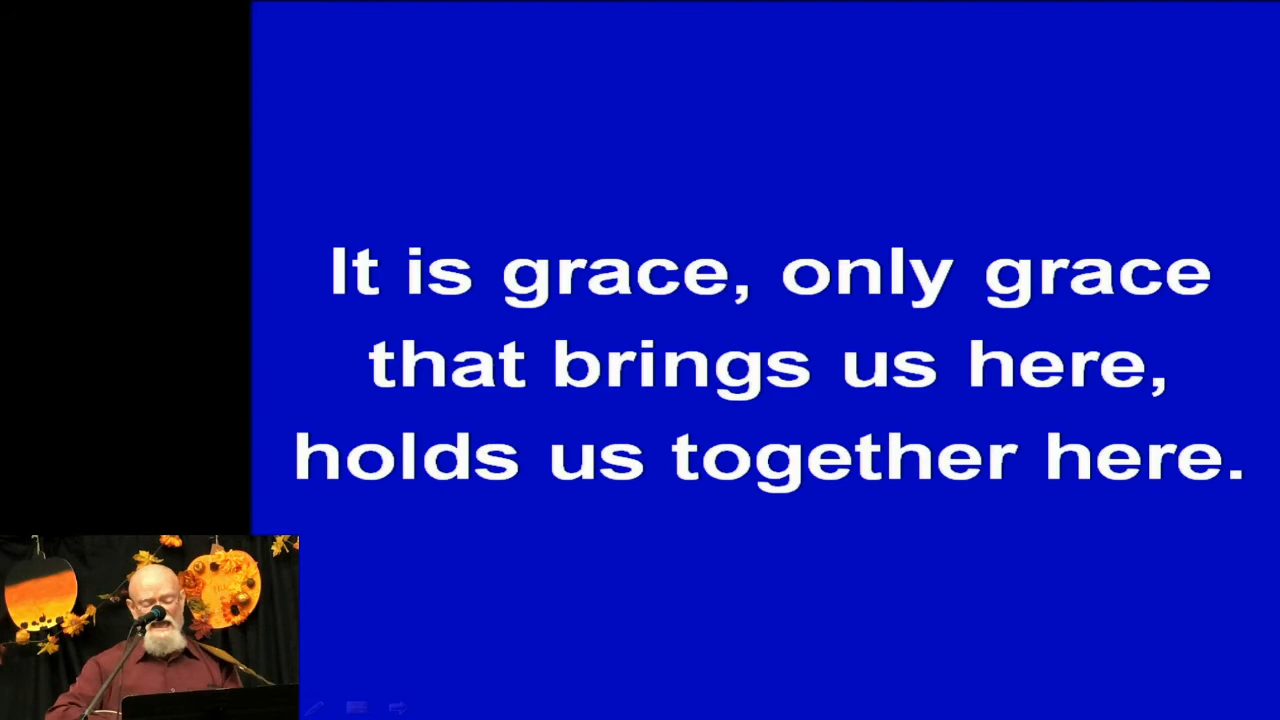 It is grace, only grace
that brings us here,
holds us together here.